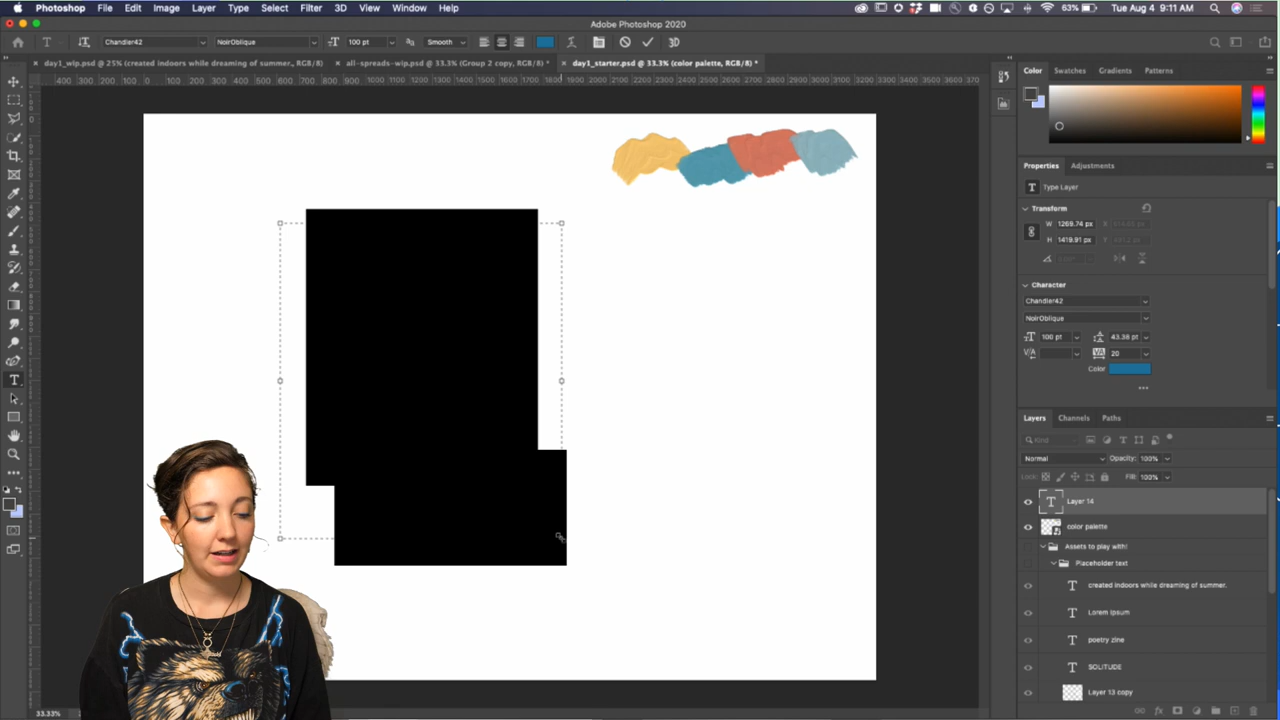 Photoshop File Edit Image Layer Type Select Filter 3D View Window Help 63% Tue Aug 4 9:11 AM
Adobe Photoshop 2020
Chandler42 NoirOblique 100 pt Smooth 3D
day1_wip.psd @ 25% (created indoors while dreaming of summer., RGB/8) all-spreads-wip.psd @ 33.3% (Group 2 copy, RGB/8) * day1_starter.psd @ 33.3% (color palette, RGB/8) *
Color Swatches Gradients Patterns
Properties Adjustments
Type Layer
Transform
W 1269.74 px
H 1419.91 px
Character
Chandler42
NoirOblique
100 pt 43.38 pt
20
Color:
Layers Channels Paths
Kind
Normal Opacity: 100%
Lock: Fill: 100%
Layer 14
color palette
Assets to play with!
Placeholder text
created indoors while dreaming of summer.
Lorem Ipsum
poetry zine
SOLITUDE
Layer 13 copy
33.33%